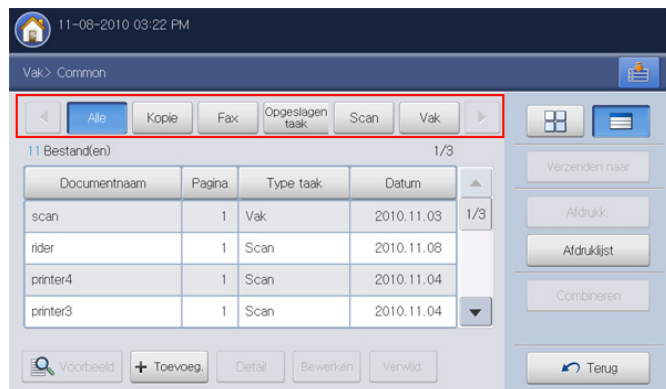 11-08-2010 03:22 PM
Vak> Common
Alle Kopie Fax Opgeslagen taak Scan Vak
11 Bestand(en) 1/3
Documentnaam Pagina Type taak Datum
scan 1 Vak 2010.11.03 1/3
rider 1 Scan 2010.11.08
printer4 1 Scan 2010.11.04
printer3 1 Scan 2010.11.04
Verzenden naar
Afdrukk.
Afdruklijst
Combineren
Voorbeeld + Toevoeg. Detail Bewerken Verwijd.
Terug